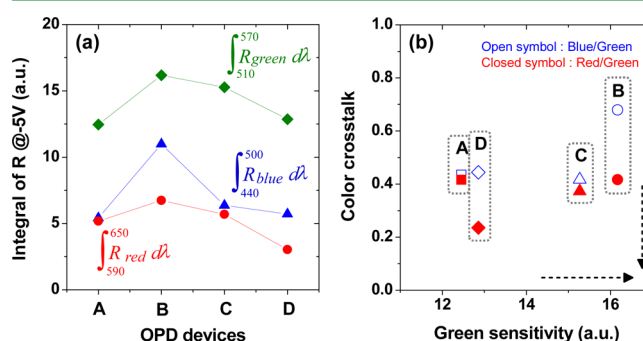 (a)
Integral of R @-5V (a.u.)
20
15
10
5
0
∫ 570 510 Rgreen dλ
∫ 500 440 Rblue dλ
∫ 650 590 R red dλ
A B C D
OPD devices
(b)
Color crosstalk
1.0
0.8
0.6
0.4
0.2
0.0
Open symbol : Blue/Green
Closed symbol : Red/Green
A
D
C
B
12 14 16
Green sensitivity (a.u.)